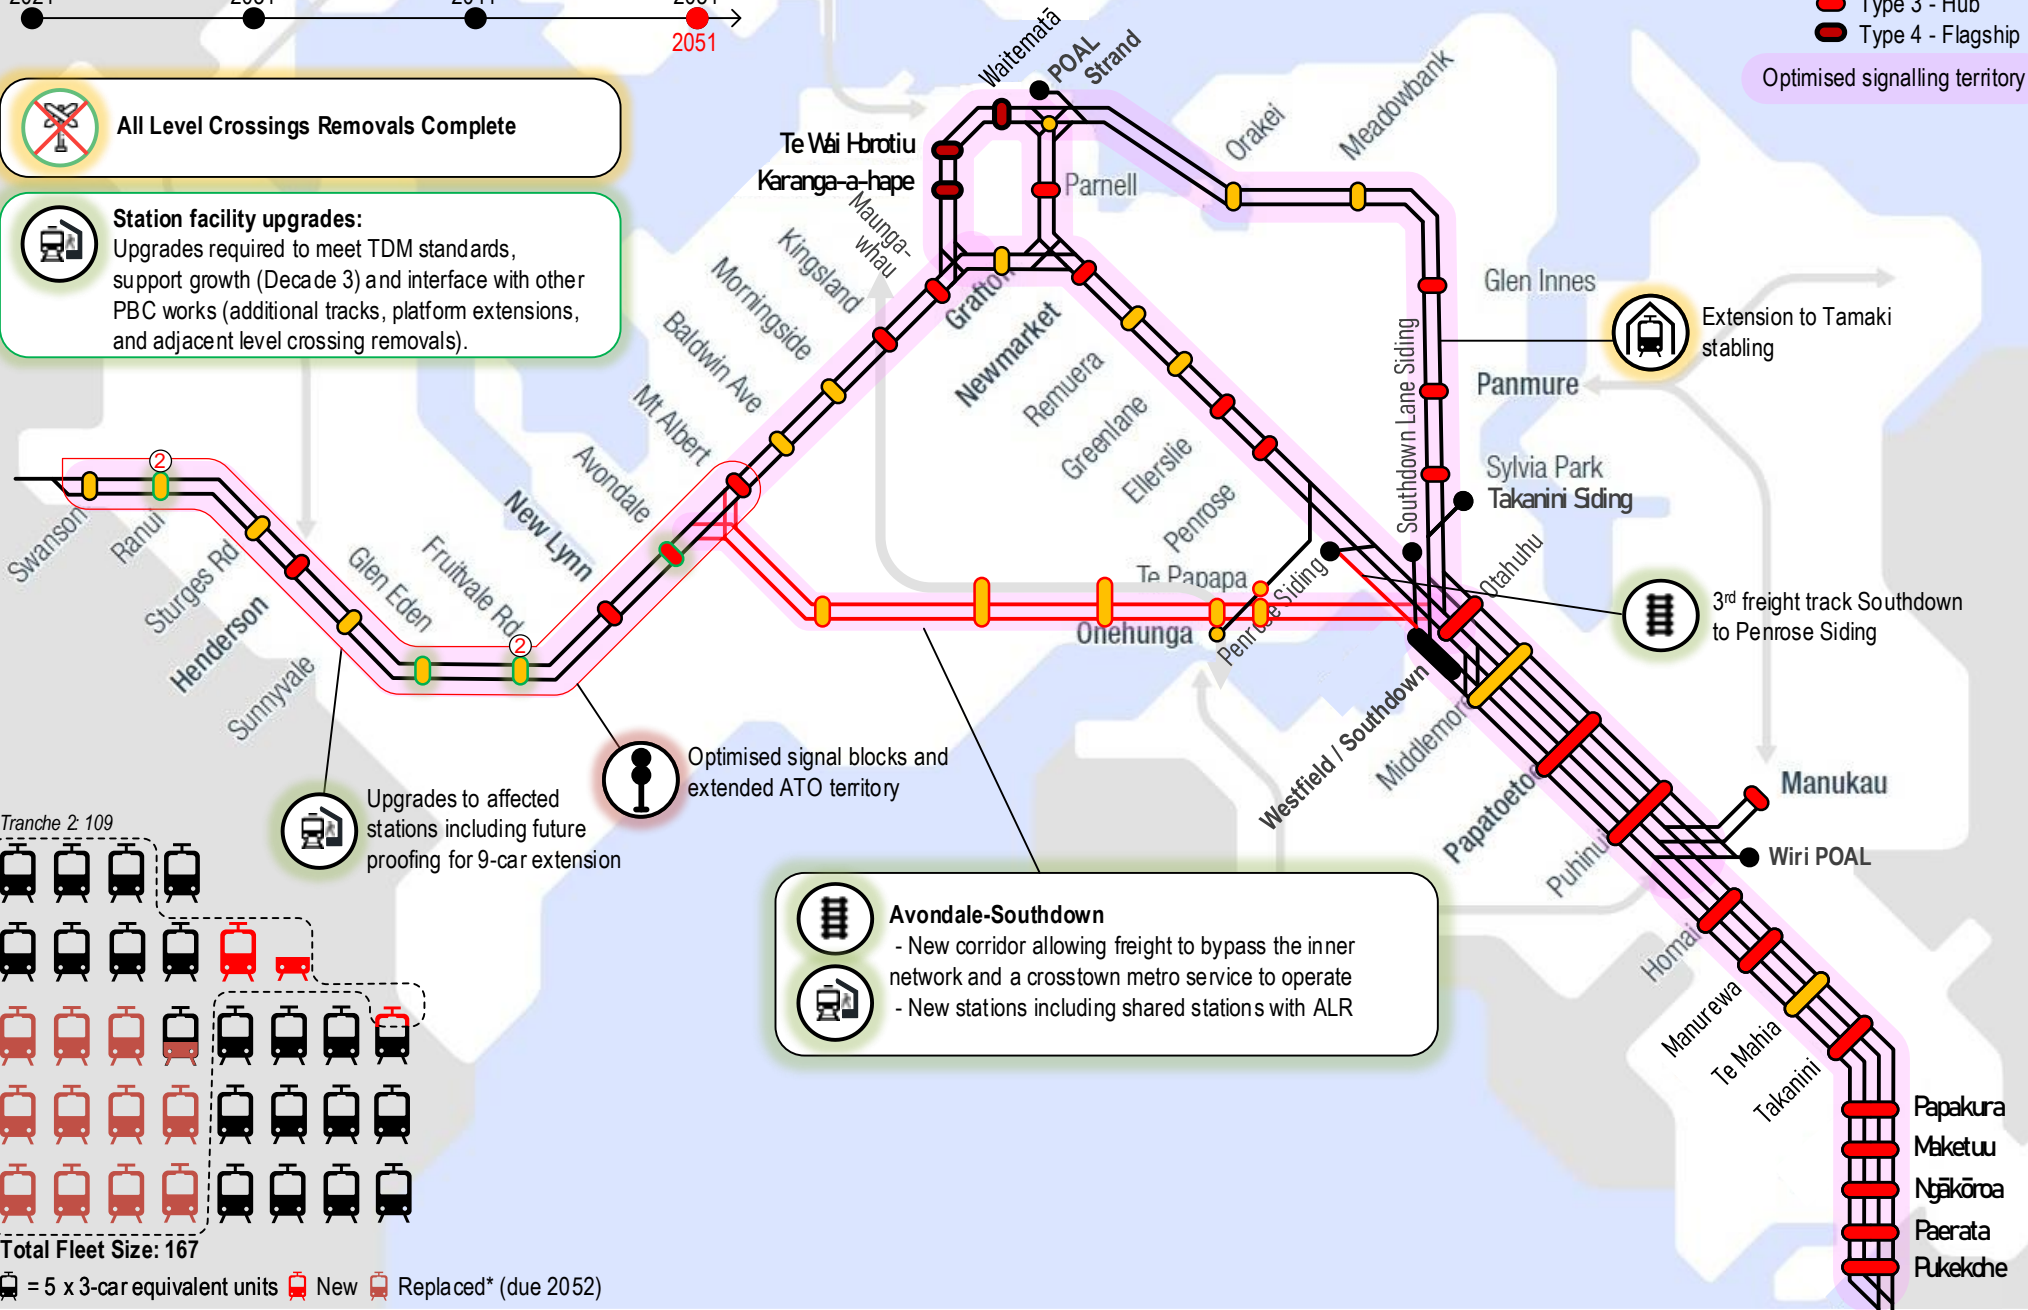 2051
Type 3 - Hub
Type 4 - Flagship
Optimised signalling territory
All Level Crossings Removals Complete
Station facility upgrades:
Upgrades required to meet TDM standards,
support growth (Decade 3) and interface with other
PBC works (additional tracks, platform extensions,
and adjacent level crossing removals).
Waitematā
POAL
Strand
Te Wai Horotiu
Karanga-a-hape
Maunga-
whau
Parnell
Orakei
Meadowbank
Kingsland
Morningside
Baldwin Ave
Mt Albert
Avondale
New Lynn
Fruitvale Rd
Glen Eden
Sunnyvale
Henderson
Sturges Rd
Ranui
Swanson
2
2
Grafton
Newmarket
Remuera
Greenlane
Ellerslie
Penrose
Te Papapa
Onehunga
Penrose Siding
Southdown Lane Siding
Glen Innes
Extension to Tamaki
stabling
Panmure
Sylvia Park
Takanini Siding
Otahuhu
3rd freight track Southdown
to Penrose Siding
Westfield / Southdown
Middlemore
Papatoetoe
Puhinui
Manukau
Wiri POAL
Homai
Manurewa
Te Mahia
Takanini
Papakura
Maketuu
Ngākōroa
Paerata
Pukekohe
Optimised signal blocks and
extended ATO territory
Upgrades to affected
stations including future
proofing for 9-car extension
Avondale-Southdown
- New corridor allowing freight to bypass the inner
network and a crosstown metro service to operate
- New stations including shared stations with ALR
Tranche 2: 109
Total Fleet Size: 167
= 5 x 3-car equivalent units
New
Replaced* (due 2052)